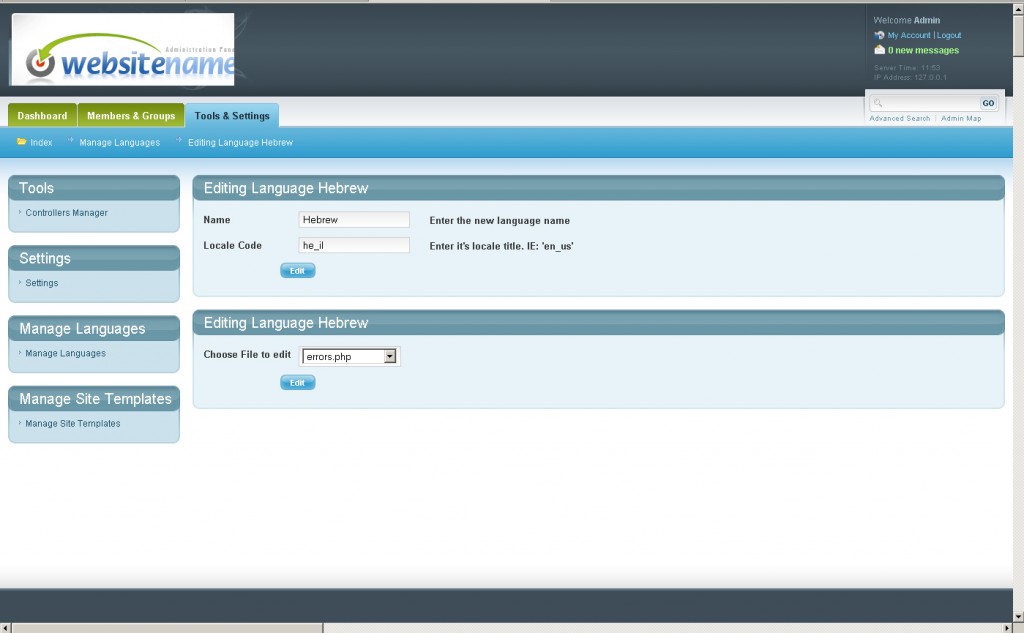 Administration Pane
websitename
Welcome Admin
My Account | Logout
0 new messages
Server Time: 11:53
IP Address: 127.0.0.1
Dashboard
Members & Groups
Tools & Settings
GO
Advanced Search | Admin Map
Index
Manage Languages
Editing Language Hebrew
Tools
Controllers Manager
Settings
Settings
Manage Languages
Manage Languages
Manage Site Templates
Manage Site Templates
Editing Language Hebrew
Name
Hebrew
Enter the new language name
Locale Code
he_il
Enter it's locale title. IE: 'en_us'
Edit
Editing Language Hebrew
Choose File to edit
errors.php
Edit